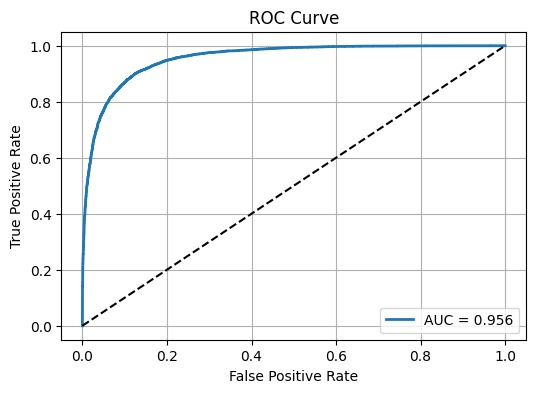 ROC Curve
True Positive Rate
1.0
0.8
0.6
0.4
0.2
0.0
0.0 0.2 0.4 0.6 0.8 1.0
False Positive Rate
AUC = 0.956